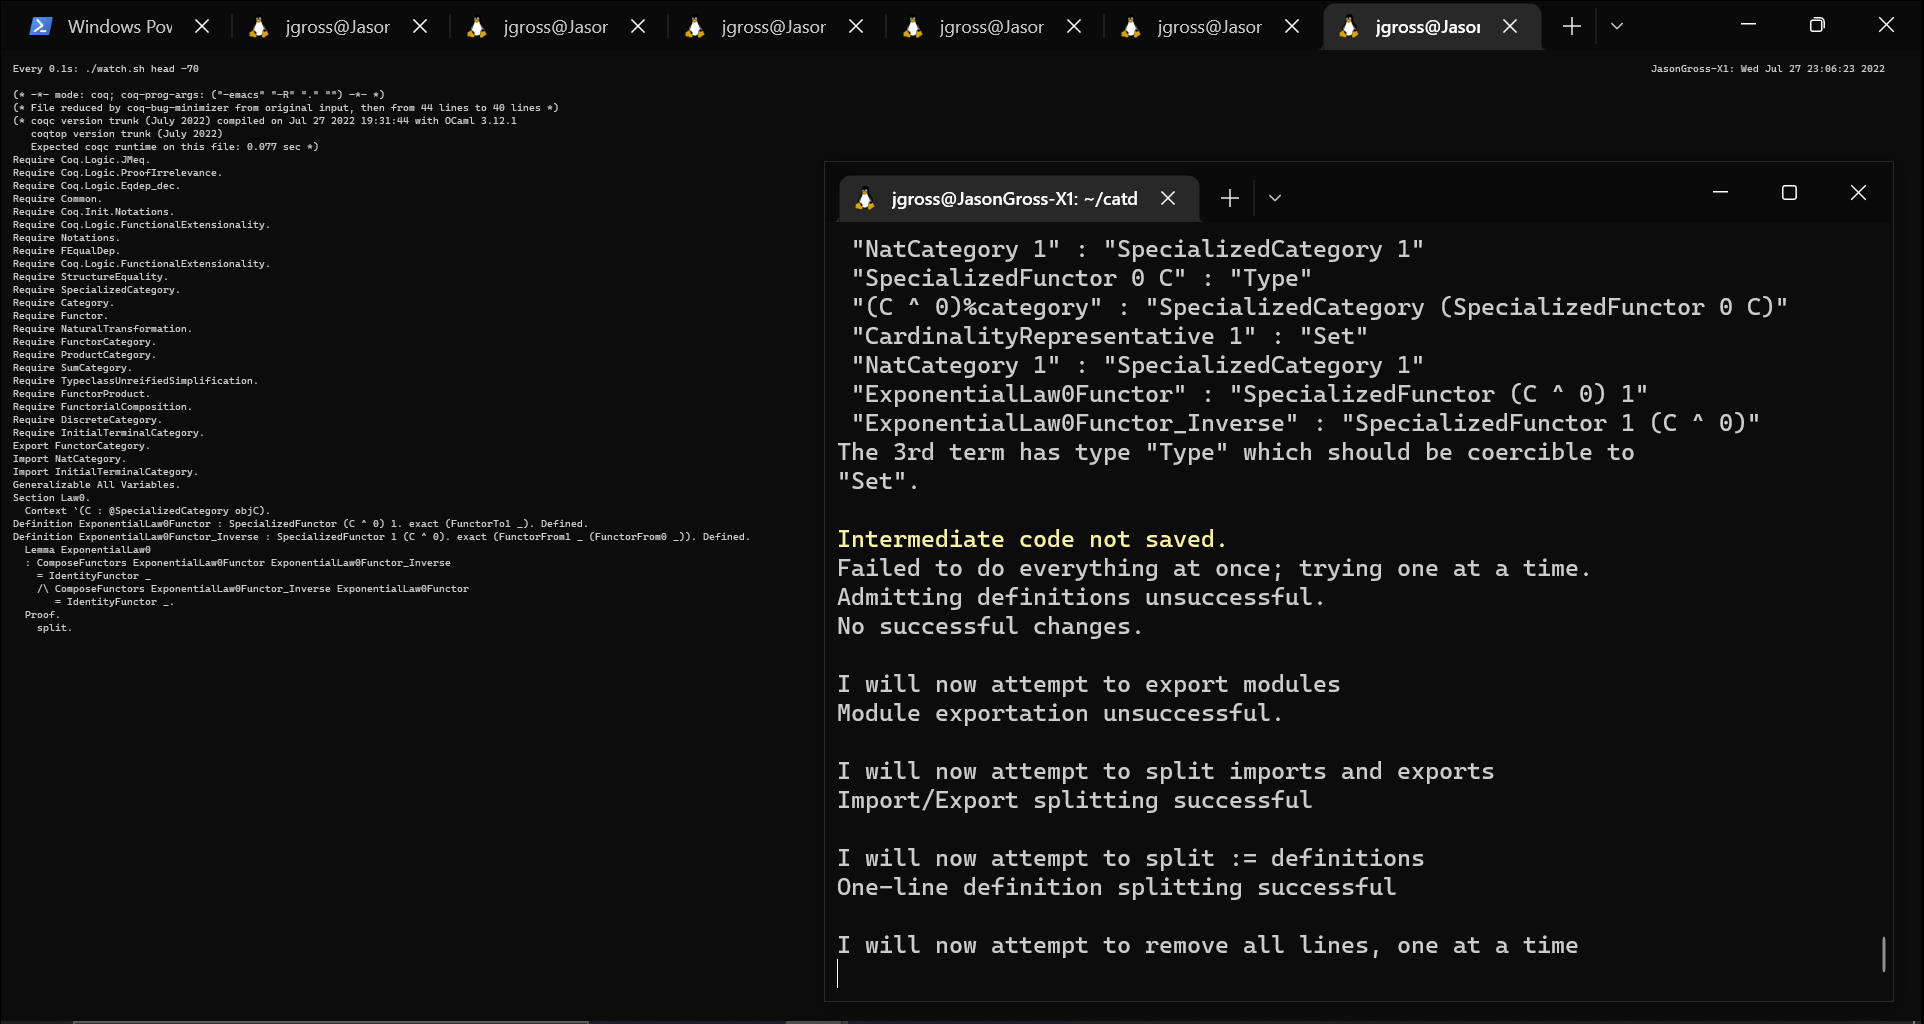 Windows Pov
jgross@Jasor
jgross@Jasor
jgross@Jasor
jgross@Jasor
jgross@Jasor
jgross@Jasor
Every 0.1s: ./watch.sh head -70
JasonGross-X1: Wed Jul 27 23:06:23 2022
(* -*- mode: coq; coq-prog-args: ("-emacs" "-R" "." "") -*- *)
(* File reduced by coq-bug-minimizer from original input, then from 44 lines to 40 lines *)
(* coqc version trunk (July 2022) compiled on Jul 27 2022 19:31:44 with OCaml 3.12.1
   coqtop version trunk (July 2022)
   Expected coqc runtime on this file: 0.077 sec *)
Require Coq.Logic.JMeq.
Require Coq.Logic.ProofIrrelevance.
Require Coq.Logic.Eqdep_dec.
Require Common.
Require Coq.Init.Notations.
Require Coq.Logic.FunctionalExtensionality.
Require Notations.
Require FEqualDep.
Require Coq.Logic.FunctionalExtensionality.
Require StructureEquality.
Require SpecializedCategory.
Require Category.
Require Functor.
Require NaturalTransformation.
Require FunctorCategory.
Require ProductCategory.
Require SumCategory.
Require TypeclassUnreifiedSimplification.
Require FunctorProduct.
Require FunctorialComposition.
Require DiscreteCategory.
Require InitialTerminalCategory.
Export FunctorCategory.
Import NatCategory.
Import InitialTerminalCategory.
Generalizable All Variables.
Section Law0.
  Context `(C : @SpecializedCategory objC).
Definition ExponentialLaw0Functor : SpecializedFunctor (C ^ 0) 1. exact (FunctorTo1 _). Defined.
Definition ExponentialLaw0Functor_Inverse : SpecializedFunctor 1 (C ^ 0). exact (FunctorFrom1 _ (FunctorFrom0 _)). Defined.
  Lemma ExponentialLaw0
  : ComposeFunctors ExponentialLaw0Functor ExponentialLaw0Functor_Inverse
    = IdentityFunctor _
    /\ ComposeFunctors ExponentialLaw0Functor_Inverse ExponentialLaw0Functor
       = IdentityFunctor _.
  Proof.
    split.
jgross@JasonGross-X1: ~/catd
 "NatCategory 1" : "SpecializedCategory 1"
 "SpecializedFunctor 0 C" : "Type"
 "(C ^ 0)%category" : "SpecializedCategory (SpecializedFunctor 0 C)"
 "CardinalityRepresentative 1" : "Set"
 "NatCategory 1" : "SpecializedCategory 1"
 "ExponentialLaw0Functor" : "SpecializedFunctor (C ^ 0) 1"
 "ExponentialLaw0Functor_Inverse" : "SpecializedFunctor 1 (C ^ 0)"
The 3rd term has type "Type" which should be coercible to
"Set".
Intermediate code not saved.
Failed to do everything at once; trying one at a time.
Admitting definitions unsuccessful.
No successful changes.
I will now attempt to export modules
Module exportation unsuccessful.
I will now attempt to split imports and exports
Import/Export splitting successful
I will now attempt to split := definitions
One-line definition splitting successful
I will now attempt to remove all lines, one at a time